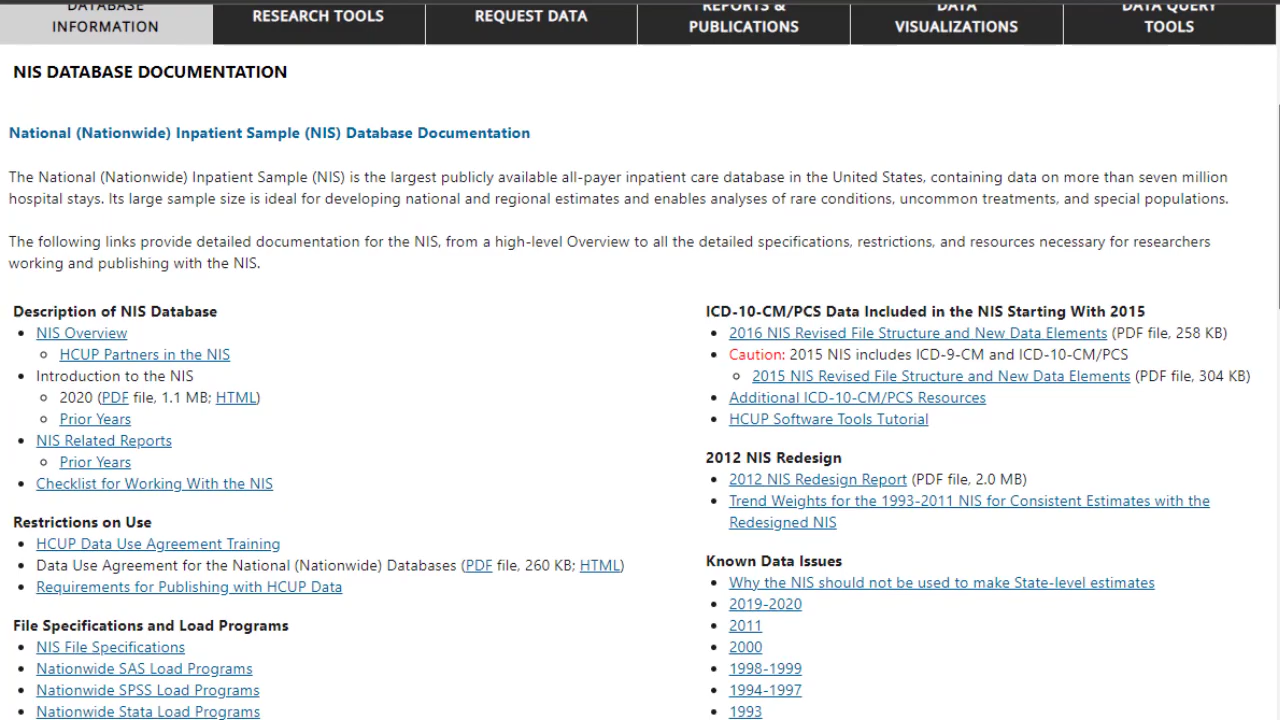 DATABASE
INFORMATION
RESEARCH TOOLS
REQUEST DATA
REPORTS &
PUBLICATIONS
DATA
VISUALIZATIONS
DATA QUERY
TOOLS
NIS DATABASE DOCUMENTATION
National (Nationwide) Inpatient Sample (NIS) Database Documentation
The National (Nationwide) Inpatient Sample (NIS) is the largest publicly available all-payer inpatient care database in the United States, containing data on more than seven million
hospital stays. Its large sample size is ideal for developing national and regional estimates and enables analyses of rare conditions, uncommon treatments, and special populations.
The following links provide detailed documentation for the NIS, from a high-level Overview to all the detailed specifications, restrictions, and resources necessary for researchers
working and publishing with the NIS.
Description of NIS Database
NIS Overview
HCUP Partners in the NIS
Introduction to the NIS
2020 (PDF file, 1.1 MB; HTML)
Prior Years
NIS Related Reports
Prior Years
Checklist for Working With the NIS
Restrictions on Use
HCUP Data Use Agreement Training
Data Use Agreement for the National (Nationwide) Databases (PDF file, 260 KB; HTML)
Requirements for Publishing with HCUP Data
File Specifications and Load Programs
NIS File Specifications
Nationwide SAS Load Programs
Nationwide SPSS Load Programs
Nationwide Stata Load Programs
ICD-10-CM/PCS Data Included in the NIS Starting With 2015
2016 NIS Revised File Structure and New Data Elements (PDF file, 258 KB)
Caution: 2015 NIS includes ICD-9-CM and ICD-10-CM/PCS
2015 NIS Revised File Structure and New Data Elements (PDF file, 304 KB)
Additional ICD-10-CM/PCS Resources
HCUP Software Tools Tutorial
2012 NIS Redesign
2012 NIS Redesign Report (PDF file, 2.0 MB)
Trend Weights for the 1993-2011 NIS for Consistent Estimates with the
Redesigned NIS
Known Data Issues
Why the NIS should not be used to make State-level estimates
2019-2020
2011
2000
1998-1999
1994-1997
1993